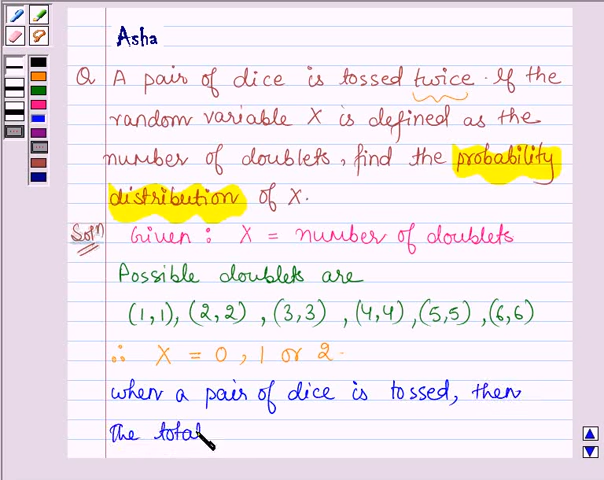 Asha
Q A pair of dice is tossed twice. If the
random variable X is defined as the
number of doublets, find the probability
distribution of X.
Solⁿ Given : X = number of doublets
Possible doublets are
(1,1), (2,2), (3,3), (4,4), (5,5), (6,6)
∴ X = 0, 1 or 2.
when a pair of dice is tossed, then
the total